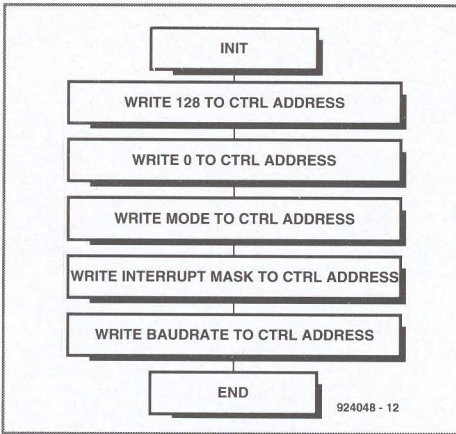 INIT
WRITE 128 TO CTRL ADDRESS
WRITE 0 TO CTRL ADDRESS
WRITE MODE TO CTRL ADDRESS
WRITE INTERRUPT MASK TO CTRL ADDRESS
WRITE BAUDRATE TO CTRL ADDRESS
END
924048 - 12